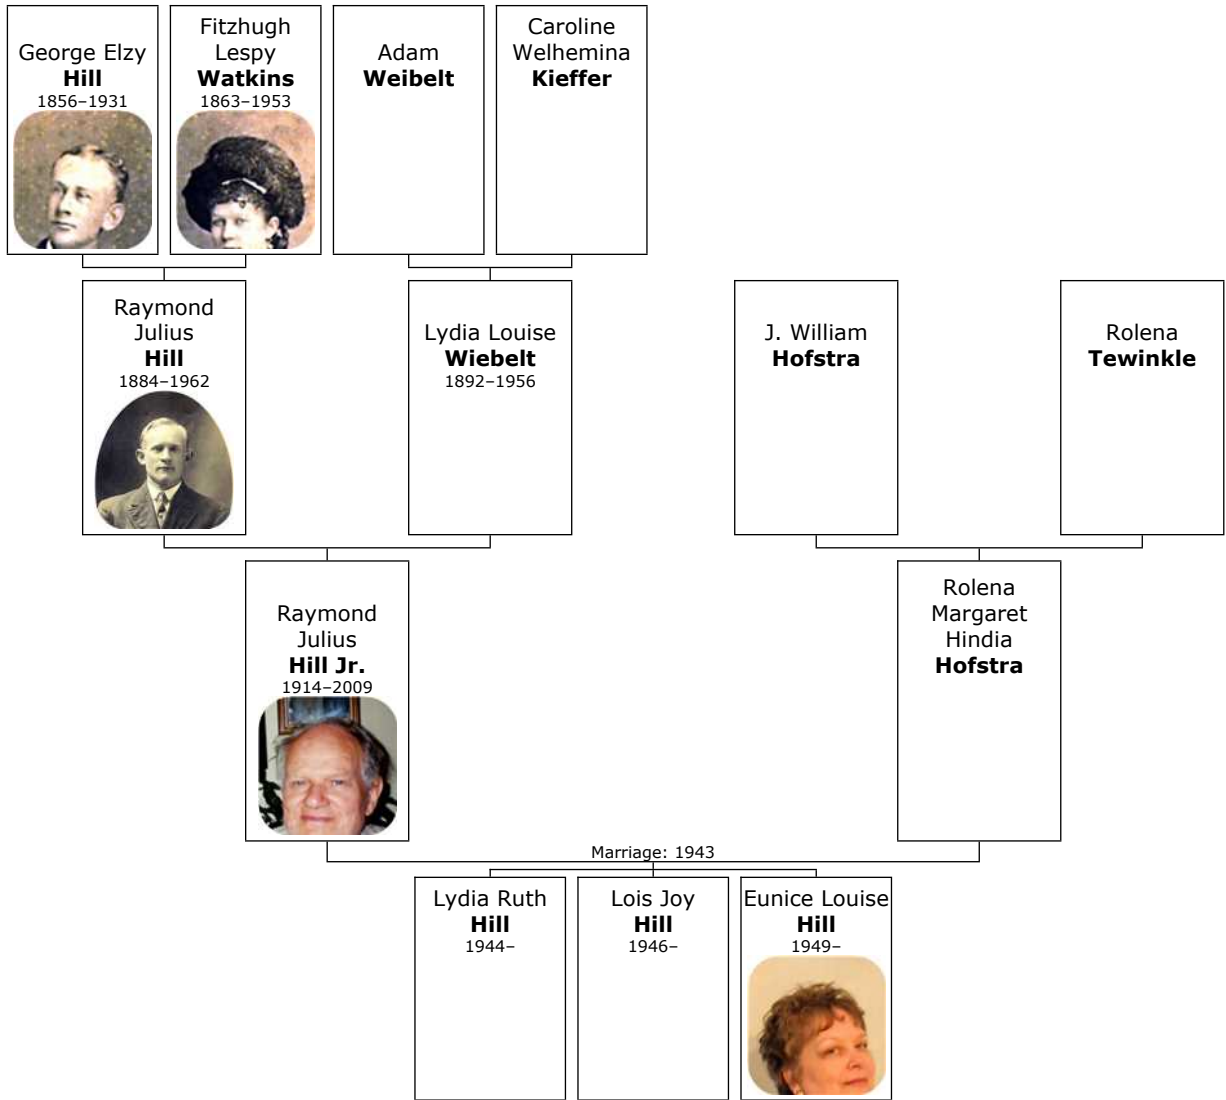 George Elzy
Hill
1856–1931
Fitzhugh
Lespy
Watkins
1863–1953
Adam
Weibelt
Caroline
Welhemina
Kieffer
Raymond
Julius
Hill
1884–1962
Lydia Louise
Wiebelt
1892–1956
J. William
Hofstra
Rolena
Tewinkle
Raymond
Julius
Hill Jr.
1914–2009
Rolena
Margaret
Hindia
Hofstra
Marriage: 1943
Lydia Ruth
Hill
1944–
Lois Joy
Hill
1946–
Eunice Louise
Hill
1949–